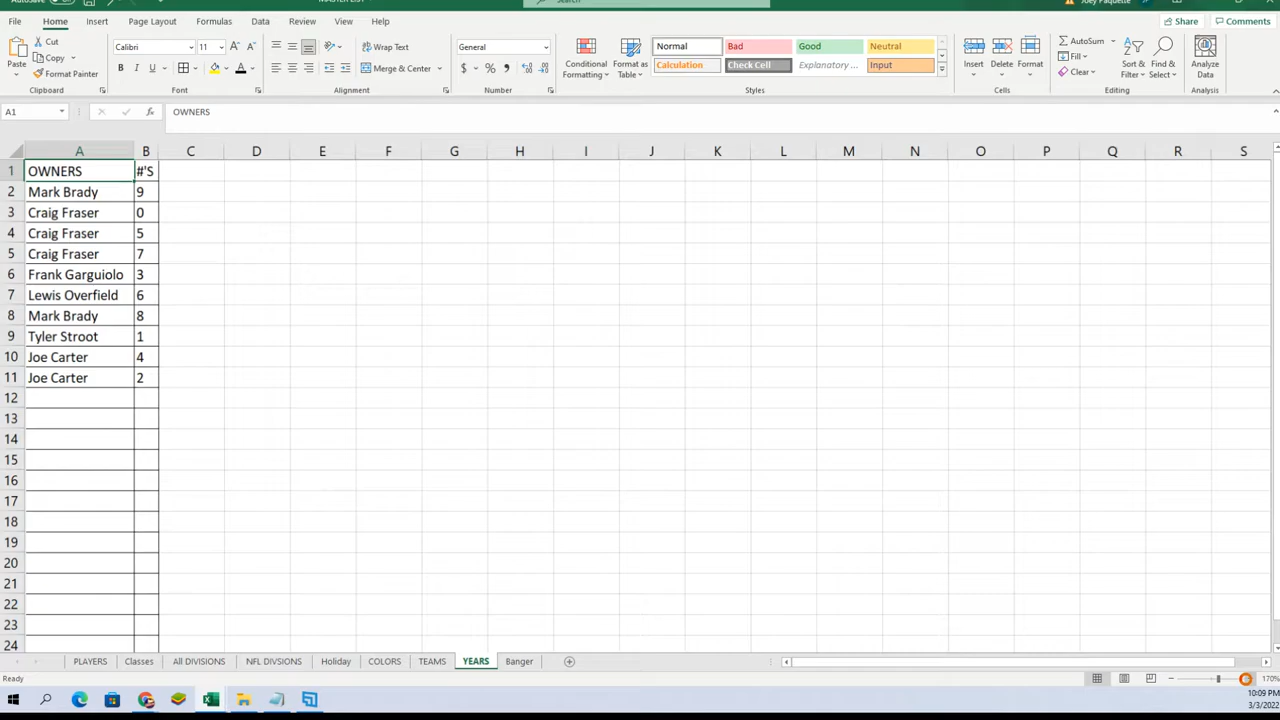 File Home Insert Page Layout Formulas Data Review View Help Share Comments
Cut Calibri 11 Wrap Text General Normal Bad Good Neutral AutoSum
Paste Copy Format Painter B I U Merge & Center $ % Conditional Formatting Format as Table Calculation Check Cell Explanatory ... Input Insert Delete Format Fill Clear Sort & Filter Find & Select Analyze Data
Clipboard Font Alignment Number Styles Cells Editing Analysis
A1 fx OWNERS
A B C D E F G H I J K L M N O P Q R S
1 OWNERS #'S
2 Mark Brady 9
3 Craig Fraser 0
4 Craig Fraser 5
5 Craig Fraser 7
6 Frank Garguiolo 3
7 Lewis Overfield 6
8 Mark Brady 8
9 Tyler Stroot 1
10 Joe Carter 4
11 Joe Carter 2
12
13
14
15
16
17
18
19
20
21
22
23
24
PLAYERS Classes All DIVISIONS NFL DIVSIONS Holiday COLORS TEAMS YEARS Banger
Ready 170%
10:09 PM
3/3/2022